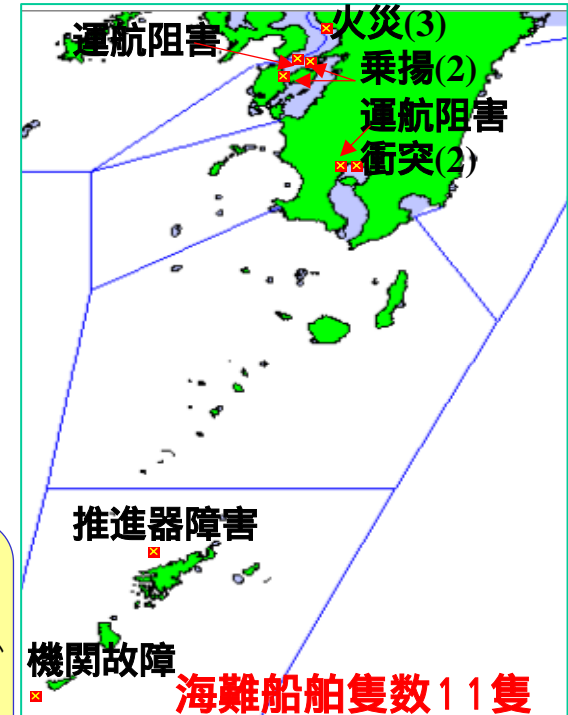 火災(3)
運航阻害
乗揚(2)
運航阻害
衝突(2)
推進器障害
機関故障
海難船舶隻数11隻